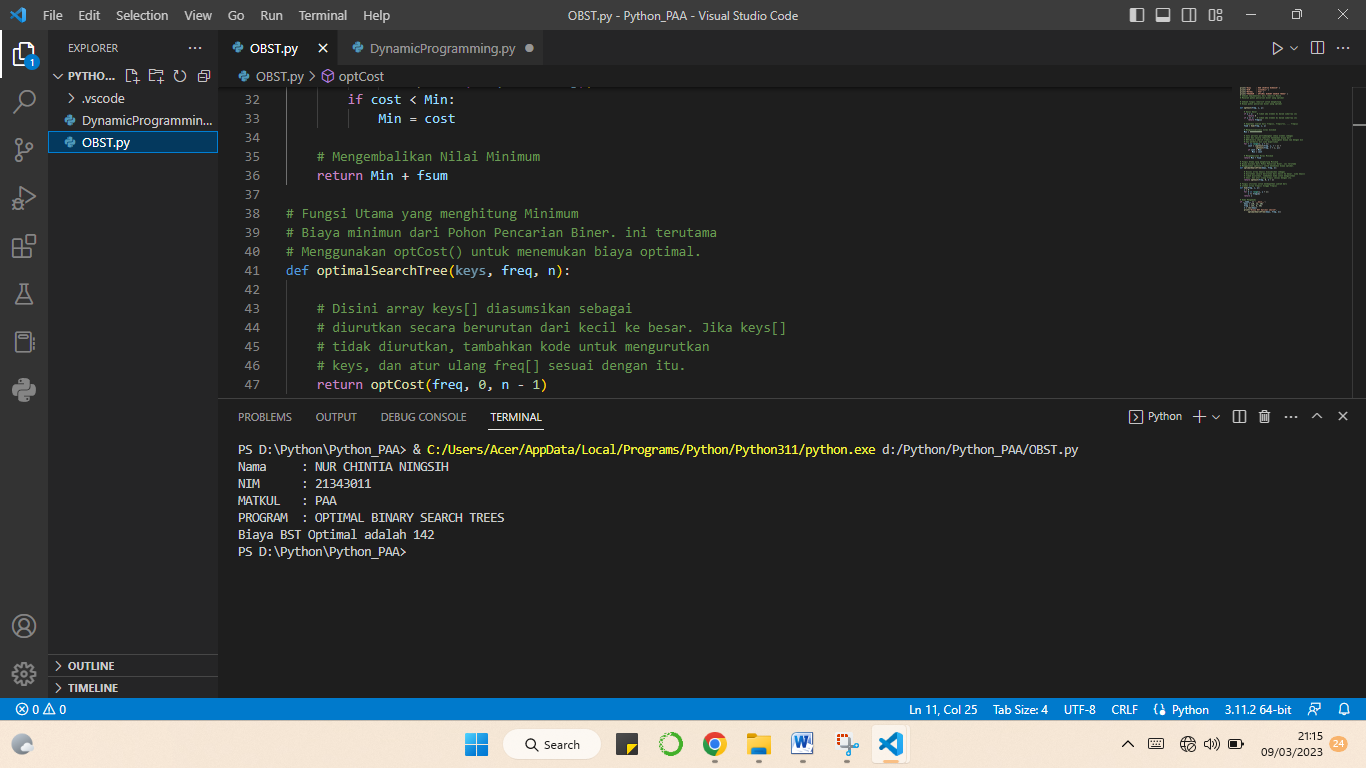 File Edit Selection View Go Run Terminal Help
OBST.py - Python_PAA - Visual Studio Code
EXPLORER
PYTHO...
.vscode
DynamicProgrammin...
OBST.py
OUTLINE
TIMELINE
1
OBST.py
DynamicProgramming.py
OBST.py > optCost
32 if cost < Min:
33 Min = cost
34
35 # Mengembalikan Nilai Minimum
36 return Min + fsum
37
38 # Fungsi Utama yang menghitung Minimum
39 # Biaya minimun dari Pohon Pencarian Biner. ini terutama
40 # Menggunakan optCost() untuk menemukan biaya optimal.
41 def optimalSearchTree(keys, freq, n):
42
43 # Disini array keys[] diasumsikan sebagai
44 # diurutkan secara berurutan dari kecil ke besar. Jika keys[]
45 # tidak diurutkan, tambahkan kode untuk mengurutkan
46 # keys, dan atur ulang freq[] sesuai dengan itu.
47 return optCost(freq, 0, n - 1)
PROBLEMS OUTPUT DEBUG CONSOLE TERMINAL
Python
PS D:\Python\Python_PAA> & C:/Users/Acer/AppData/Local/Programs/Python/Python311/python.exe d:/Python/Python_PAA/OBST.py
Nama : NUR CHINTIA NINGSIH
NIM : 21343011
MATKUL : PAA
PROGRAM : OPTIMAL BINARY SEARCH TREES
Biaya BST Optimal adalah 142
PS D:\Python\Python_PAA>
0 0
Ln 11, Col 25 Tab Size: 4 UTF-8 CRLF Python 3.11.2 64-bit
Search
21:15
09/03/2023
24